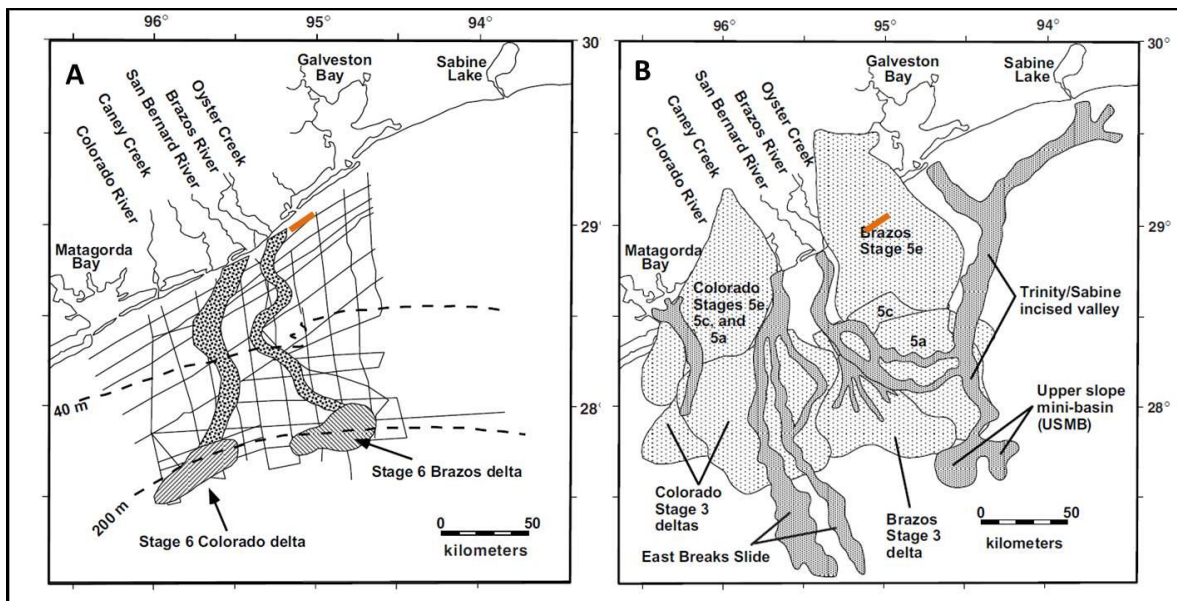 96°
95°
94°
30'
29'
28'
A
Galveston
Bay
Sabine
Lake
Oyster Creek
Brazos River
San Bernard River
Caney Creek
Colorado River
Matagorda
Bay
40 m
200 m
Stage 6 Brazos delta
Stage 6 Colorado delta
0 50
kilometers
96°
95°
94°
30°
29°
28°
B
Galveston
Bay
Sabine
Lake
Oyster Creek
Brazos River
San Bernard River
Caney Creek
Colorado River
Matagorda
Bay
Brazos
Stage 5e
Colorado
Stages 5e,
5c, and
5a
5c
5a
Trinity/Sabine
incised valley
Upper slope
mini-basin
(USMB)
Colorado
Stage 3
deltas
East Breaks Slide
Brazos
Stage 3
delta
0 50
kilometers